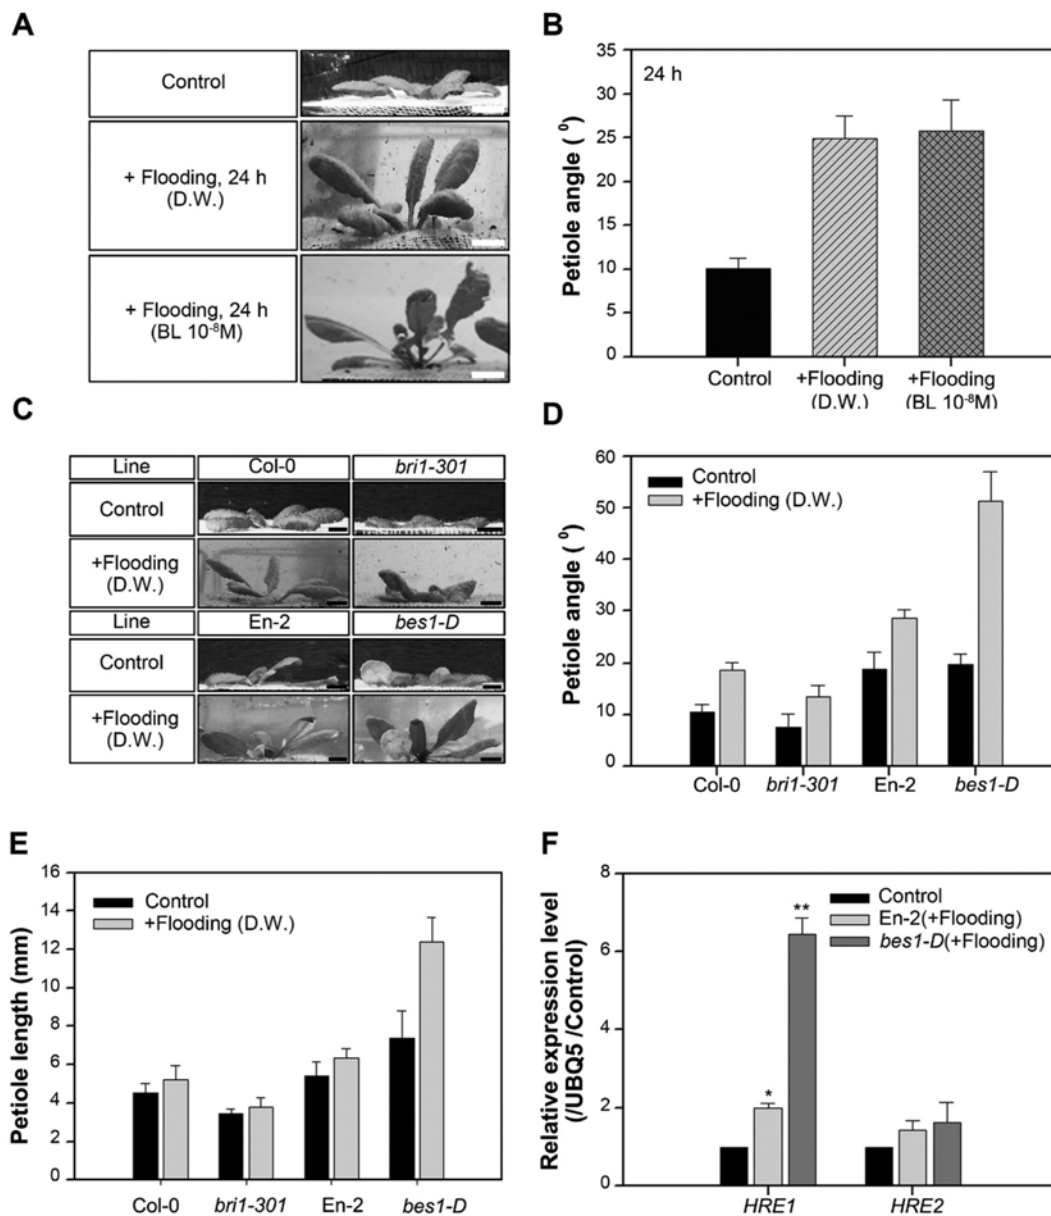 A
Control
+ Flooding, 24 h
(D.W.)
+ Flooding, 24 h
(BL 10⁻⁸M)
B
Petiole angle ( ⁰)
35
30
25
20
15
10
5
0
24 h
Control
+Flooding
(D.W.)
+Flooding
(BL 10⁻⁸M)
C
Line
Col-0
bri1-301
Control
+Flooding
(D.W.)
Line
En-2
bes1-D
Control
+Flooding
(D.W.)
D
Petiole angle ( ⁰)
60
50
40
30
20
10
0
Control
+Flooding (D.W.)
Col-0
bri1-301
En-2
bes1-D
E
Petiole length (mm)
16
14
12
10
8
6
4
2
0
Control
+Flooding (D.W.)
Col-0
bri1-301
En-2
bes1-D
F
Relative expression level
(/UBQ5 /Control)
8
6
4
2
0
Control
En-2(+Flooding)
bes1-D(+Flooding)
*
**
HRE1
HRE2